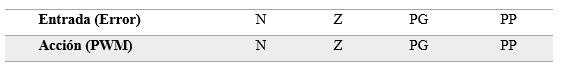 Entrada (Error) N Z PG PP
Acción (PWM) N Z PG PP